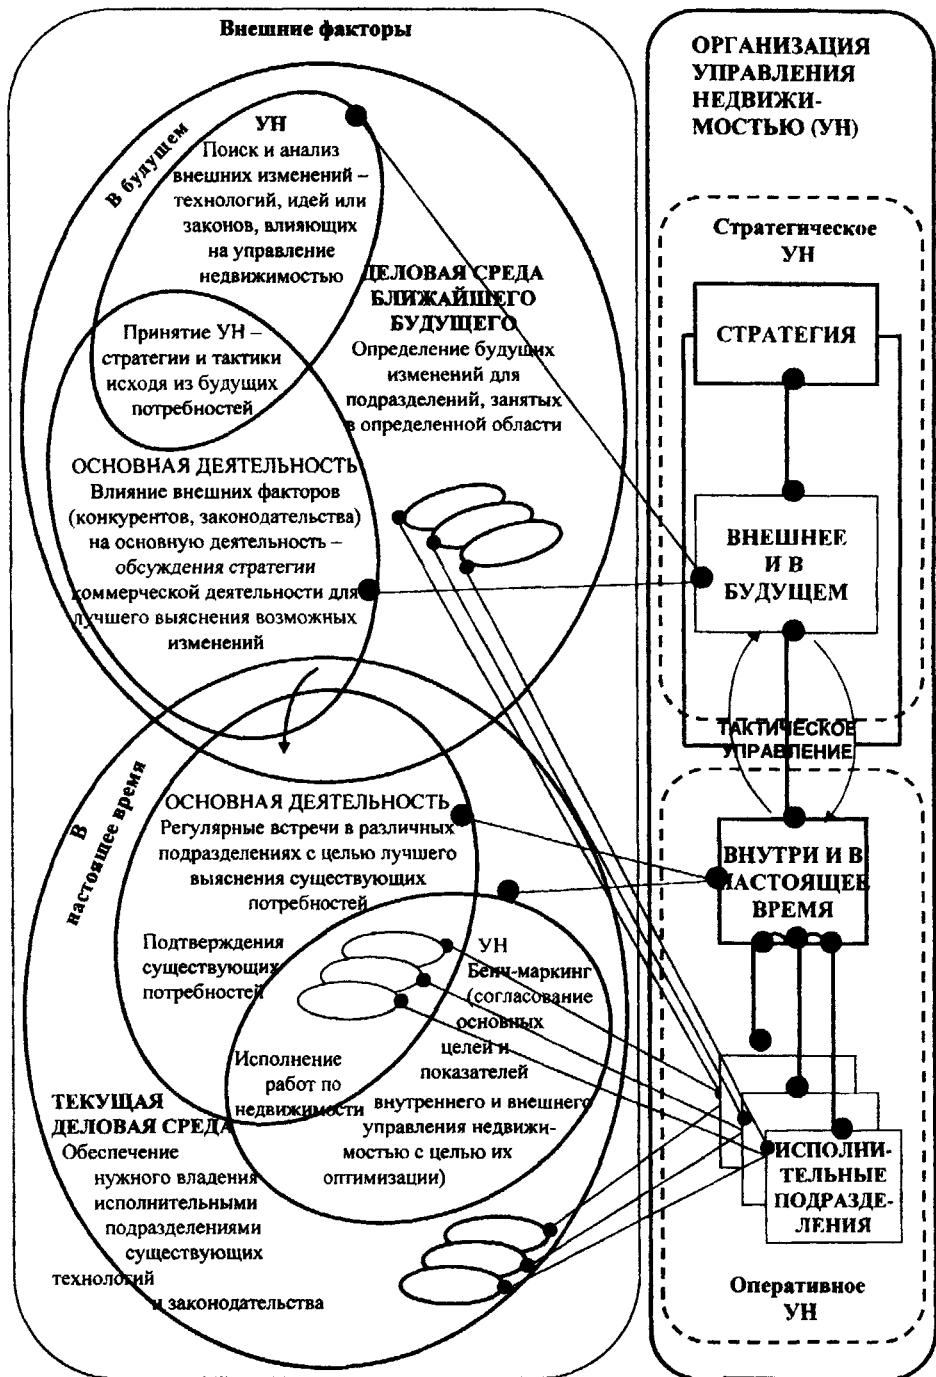 Внешние факторы
В будущем
УН
Поиск и анализ
внешних изменений –
технологий, идей или
законов, влияющих
на управление
недвижимостью
ДЕЛОВАЯ СРЕДА
БЛИЖАЙШЕГО
БУДУЩЕГО
Определение будущих
изменений для
подразделений, занятых
в определенной области
Принятие УН –
стратегии и тактики
исходя из будущих
потребностей
ОСНОВНАЯ ДЕЯТЕЛЬНОСТЬ
Влияние внешних факторов
(конкурентов, законодательства)
на основную деятельность –
обсуждения стратегии
коммерческой деятельности для
лучшего выяснения возможных
изменений
В
настоящее время
ОСНОВНАЯ ДЕЯТЕЛЬНОСТЬ
Регулярные встречи в различных
подразделениях с целью лучшего
выяснения существующих
потребностей
Подтверждения
существующих
потребностей
УН
Бенч-маркинг
(согласование
основных
целей и
показателей
внутреннего и внешнего
управления недвижи-
мостью с целью их
оптимизации)
Исполнение
работ по
недвижимости
ТЕКУЩАЯ
ДЕЛОВАЯ СРЕДА
Обеспечение
нужного владения
исполнительными
подразделениями
существующих
технологий
и законодательства
ОРГАНИЗАЦИЯ
УПРАВЛЕНИЯ
НЕДВИЖИ-
МОСТЬЮ (УН)
Стратегическое
УН
СТРАТЕГИЯ
ВНЕШНЕЕ
И В
БУДУЩЕМ
ТАКТИЧЕСКОЕ
УПРАВЛЕНИЕ
ВНУТРИ И В
НАСТОЯЩЕЕ
ВРЕМЯ
ИСПОЛНИ-
ТЕЛЬНЫЕ
ПОДРАЗДЕ-
ЛЕНИЯ
Оперативное
УН